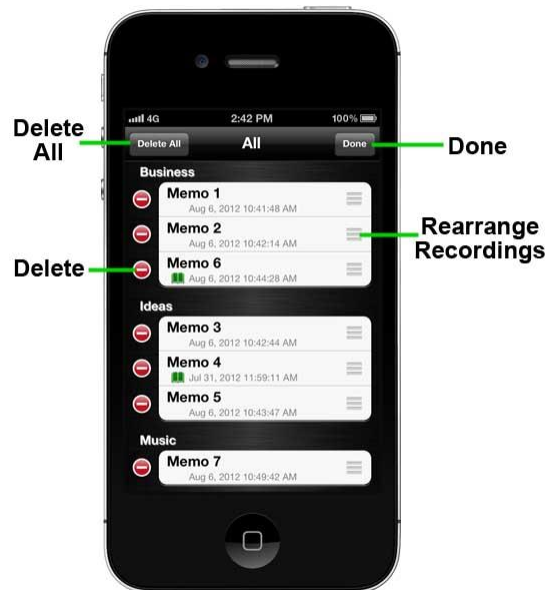 4G 2:42 PM 100%
Delete All
Delete All All Done
Done
Business
Memo 1
Aug 6, 2012 10:41:48 AM
Memo 2
Aug 6, 2012 10:42:14 AM
Rearrange
Recordings
Delete
Memo 6
Aug 6, 2012 10:44:28 AM
Ideas
Memo 3
Aug 6, 2012 10:42:44 AM
Memo 4
Jul 31, 2012 11:59:11 AM
Memo 5
Aug 6, 2012 10:43:47 AM
Music
Memo 7
Aug 6, 2012 10:49:42 AM